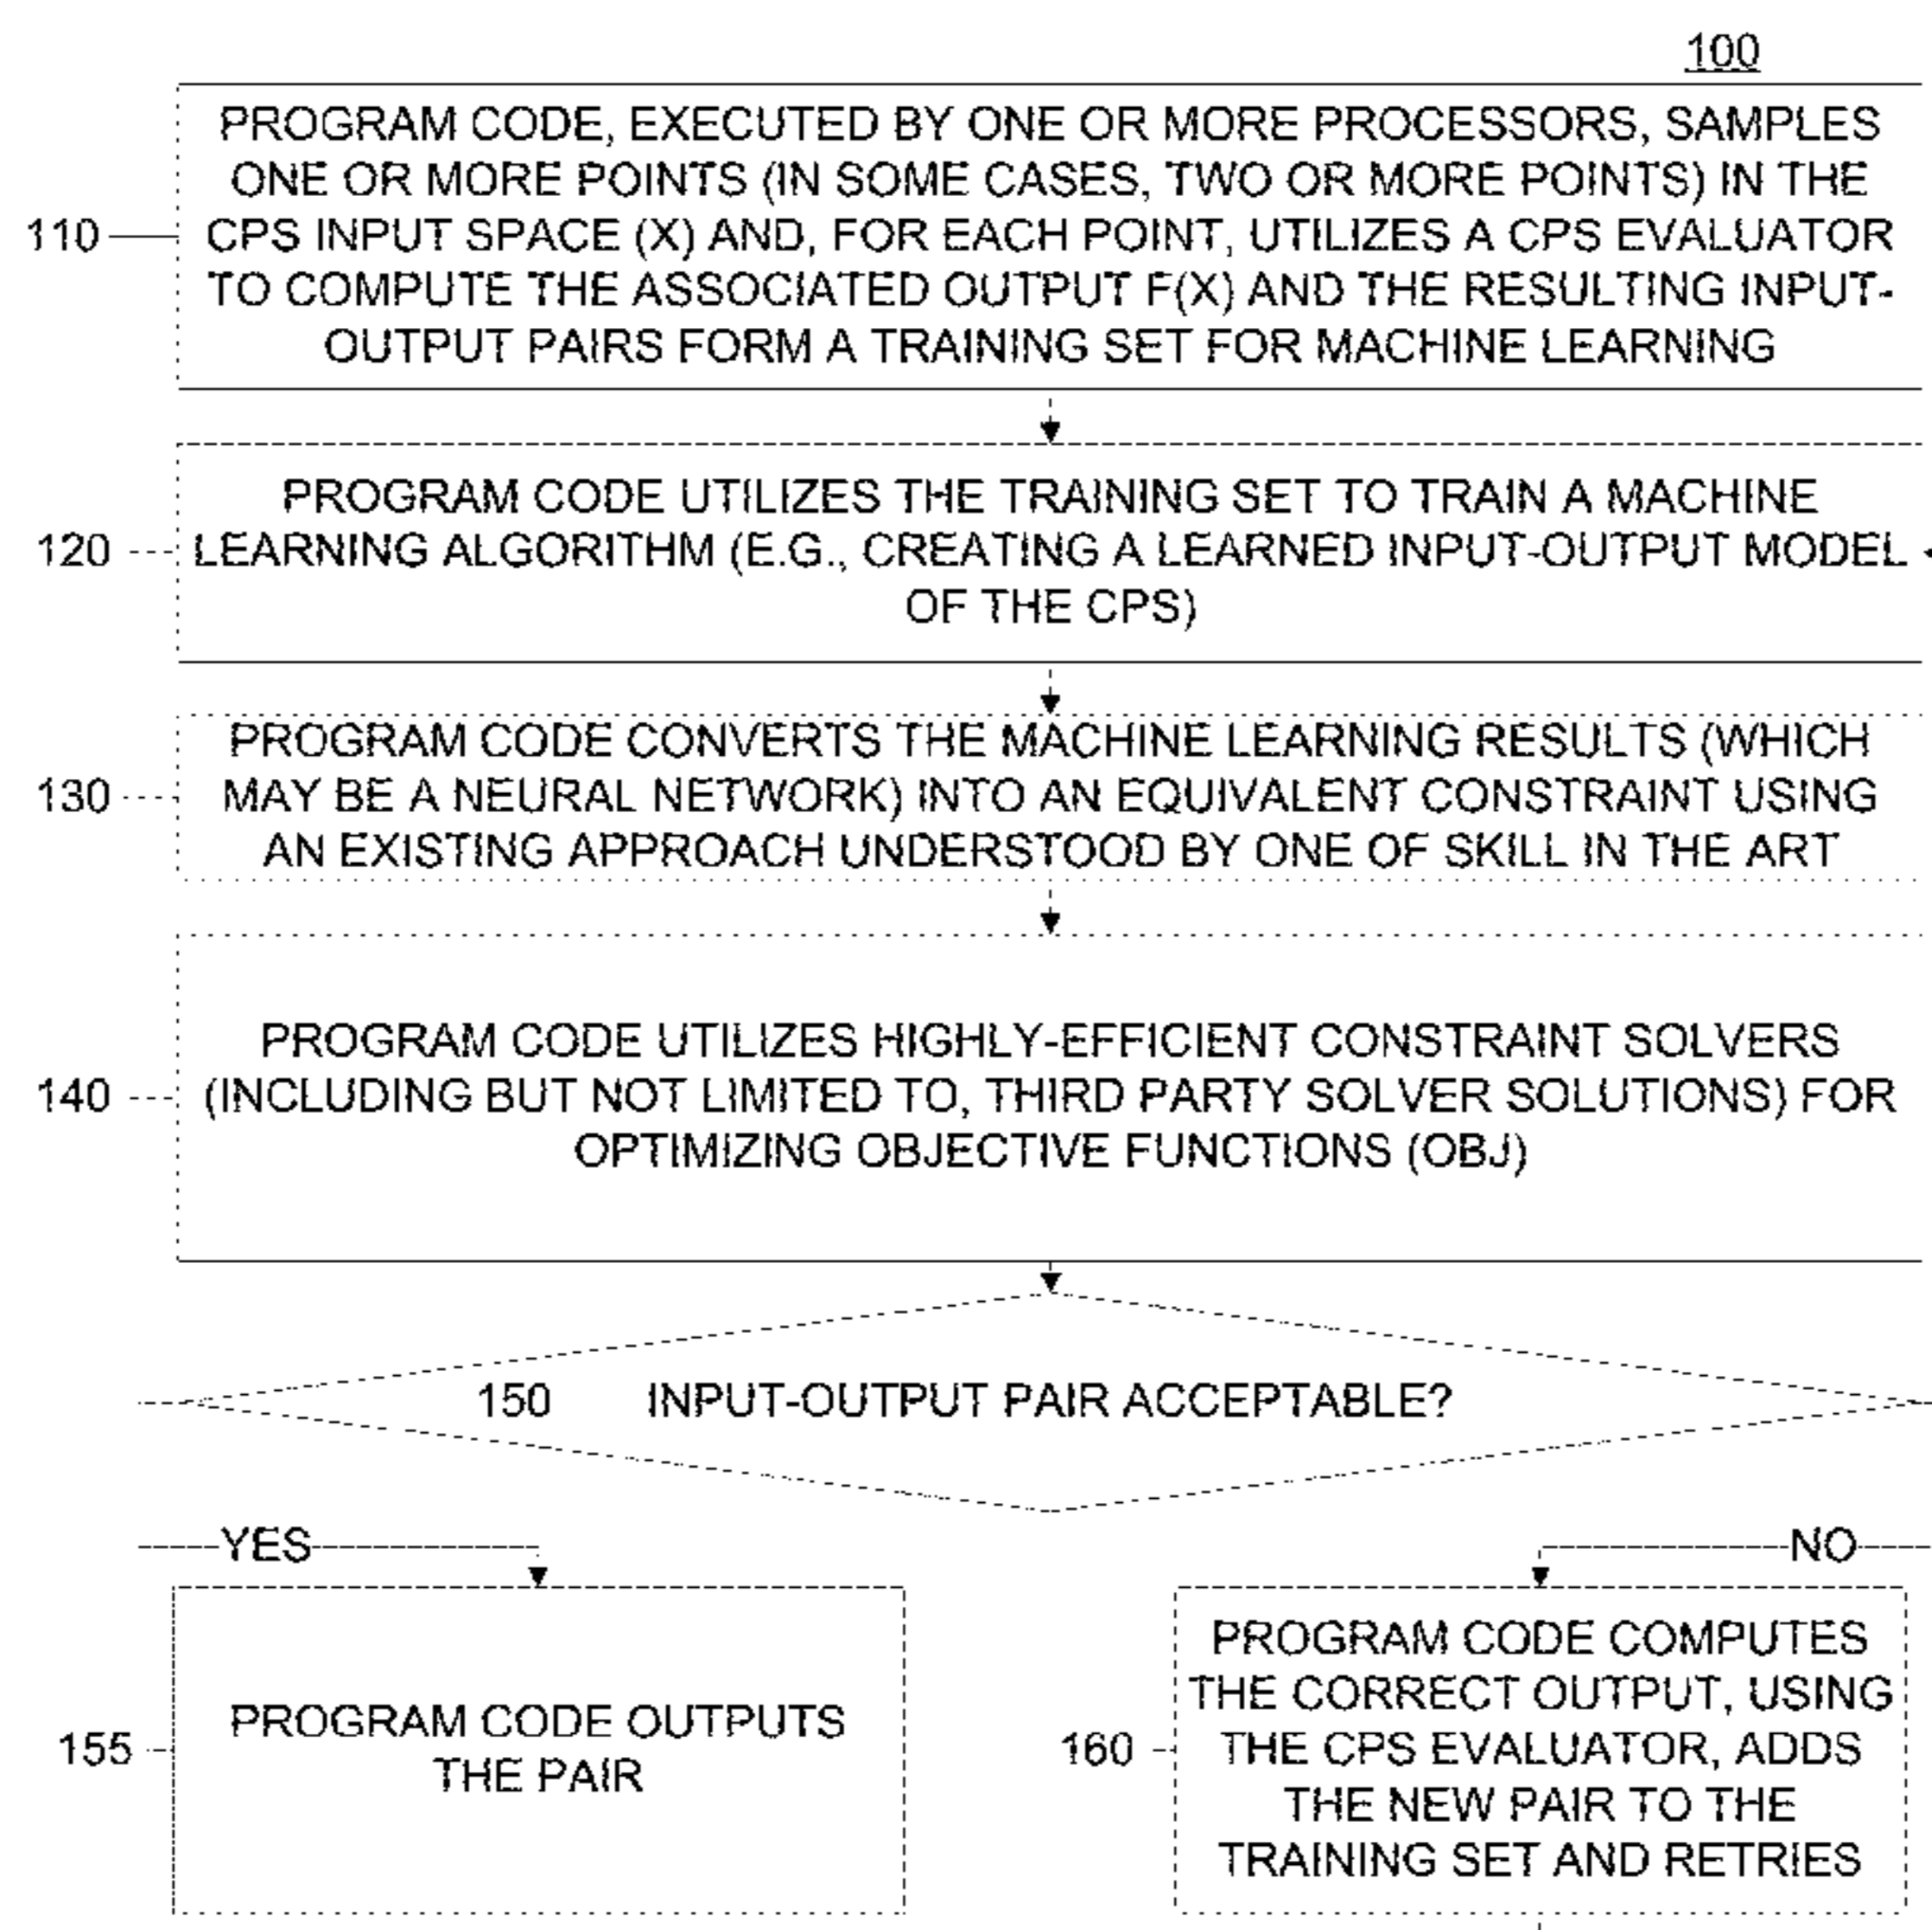 100
PROGRAM CODE, EXECUTED BY ONE OR MORE PROCESSORS, SAMPLES
ONE OR MORE POINTS (IN SOME CASES, TWO OR MORE POINTS) IN THE
110
CPS INPUT SPACE (X) AND, FOR EACH POINT, UTILIZES A CPS EVALUATOR
TO COMPUTE THE ASSOCIATED OUTPUT F(X) AND THE RESULTING INPUT-
OUTPUT PAIRS FORM A TRAINING SET FOR MACHINE LEARNING
PROGRAM CODE UTILIZES THE TRAINING SET TO TRAIN A MACHINE
120
LEARNING ALGORITHM (E.G., CREATING A LEARNED INPUT-OUTPUT MODEL
OF THE CPS)
PROGRAM CODE CONVERTS THE MACHINE LEARNING RESULTS (WHICH
130
MAY BE A NEURAL NETWORK) INTO AN EQUIVALENT CONSTRAINT USING
AN EXISTING APPROACH UNDERSTOOD BY ONE OF SKILL IN THE ART
PROGRAM CODE UTILIZES HIGHLY-EFFICIENT CONSTRAINT SOLVERS
140
(INCLUDING BUT NOT LIMITED TO, THIRD PARTY SOLVER SOLUTIONS) FOR
OPTIMIZING OBJECTIVE FUNCTIONS (OBJ)
150 INPUT-OUTPUT PAIR ACCEPTABLE?
YES
NO
155
PROGRAM CODE OUTPUTS
THE PAIR
160
PROGRAM CODE COMPUTES
THE CORRECT OUTPUT, USING
THE CPS EVALUATOR, ADDS
THE NEW PAIR TO THE
TRAINING SET AND RETRIES